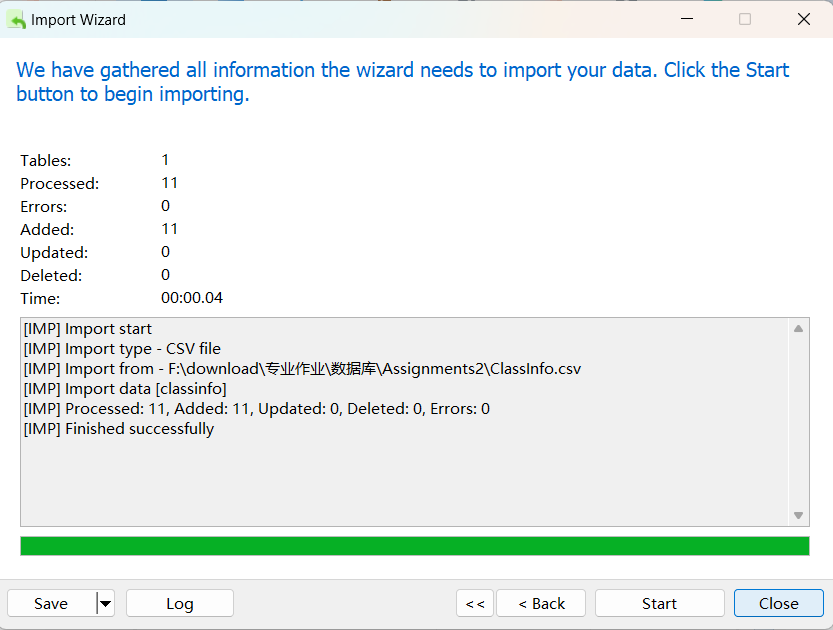 Import Wizard
We have gathered all information the wizard needs to import your data. Click the Start
button to begin importing.
Tables: 1
Processed: 11
Errors: 0
Added: 11
Updated: 0
Deleted: 0
Time: 00:00.04
[IMP] Import start
[IMP] Import type - CSV file
[IMP] Import from - F:\download\专业作业\数据库\Assignments2\ClassInfo.csv
[IMP] Import data [classinfo]
[IMP] Processed: 11, Added: 11, Updated: 0, Deleted: 0, Errors: 0
[IMP] Finished successfully
Save Log << < Back Start Close